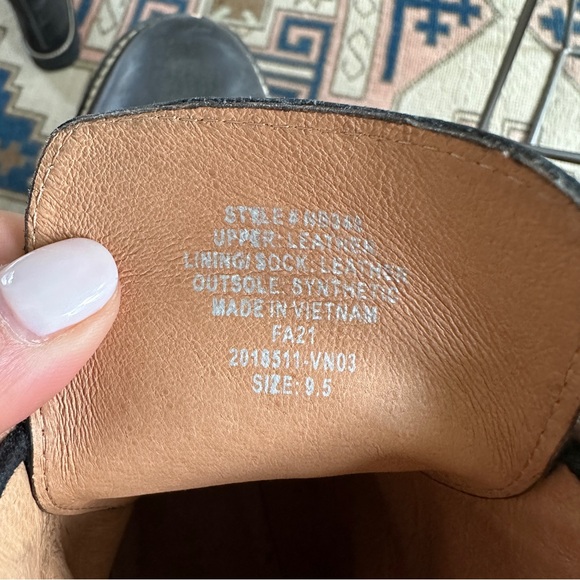 STYLE #
UPPER: LEATHER
LINING/SOCK: LEATHER
OUTSOLE: SYNTHETIC
MADE IN VIETNAM
FA21
2018511-VN03
SIZE: 9.5